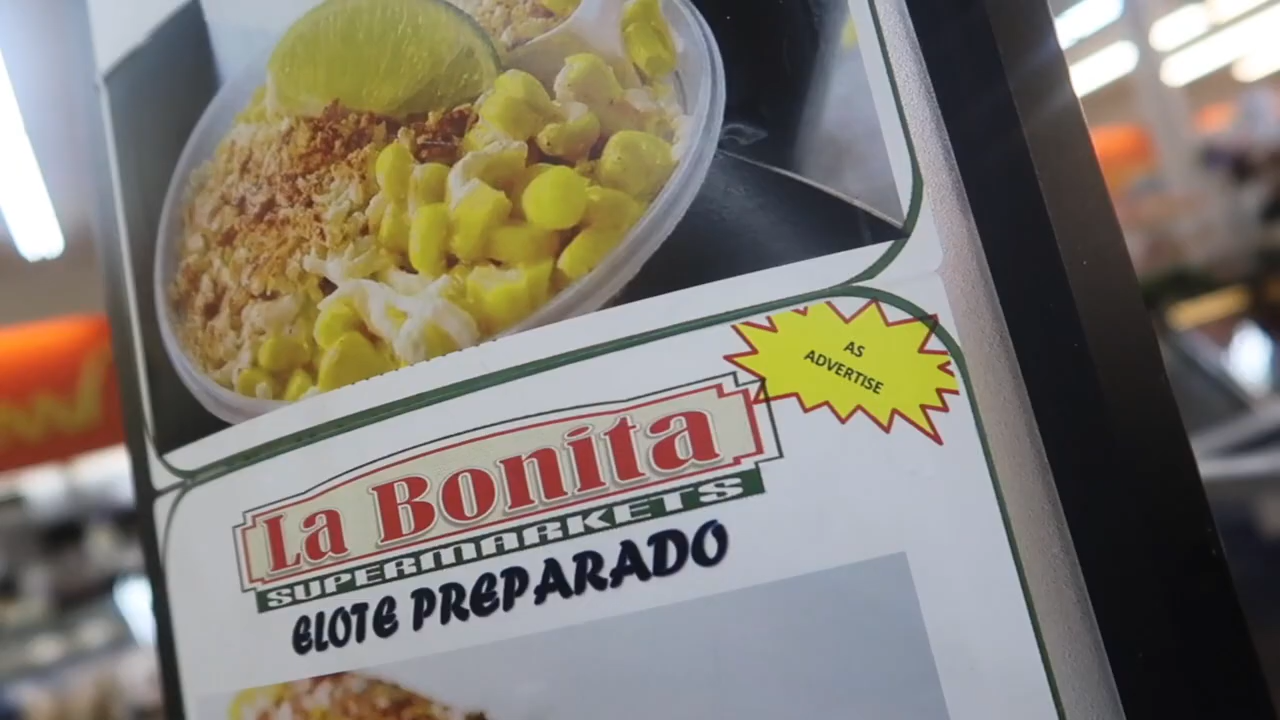 AS
ADVERTISE
La Bonita
SUPERMARKETS
ELOTE PREPARADO